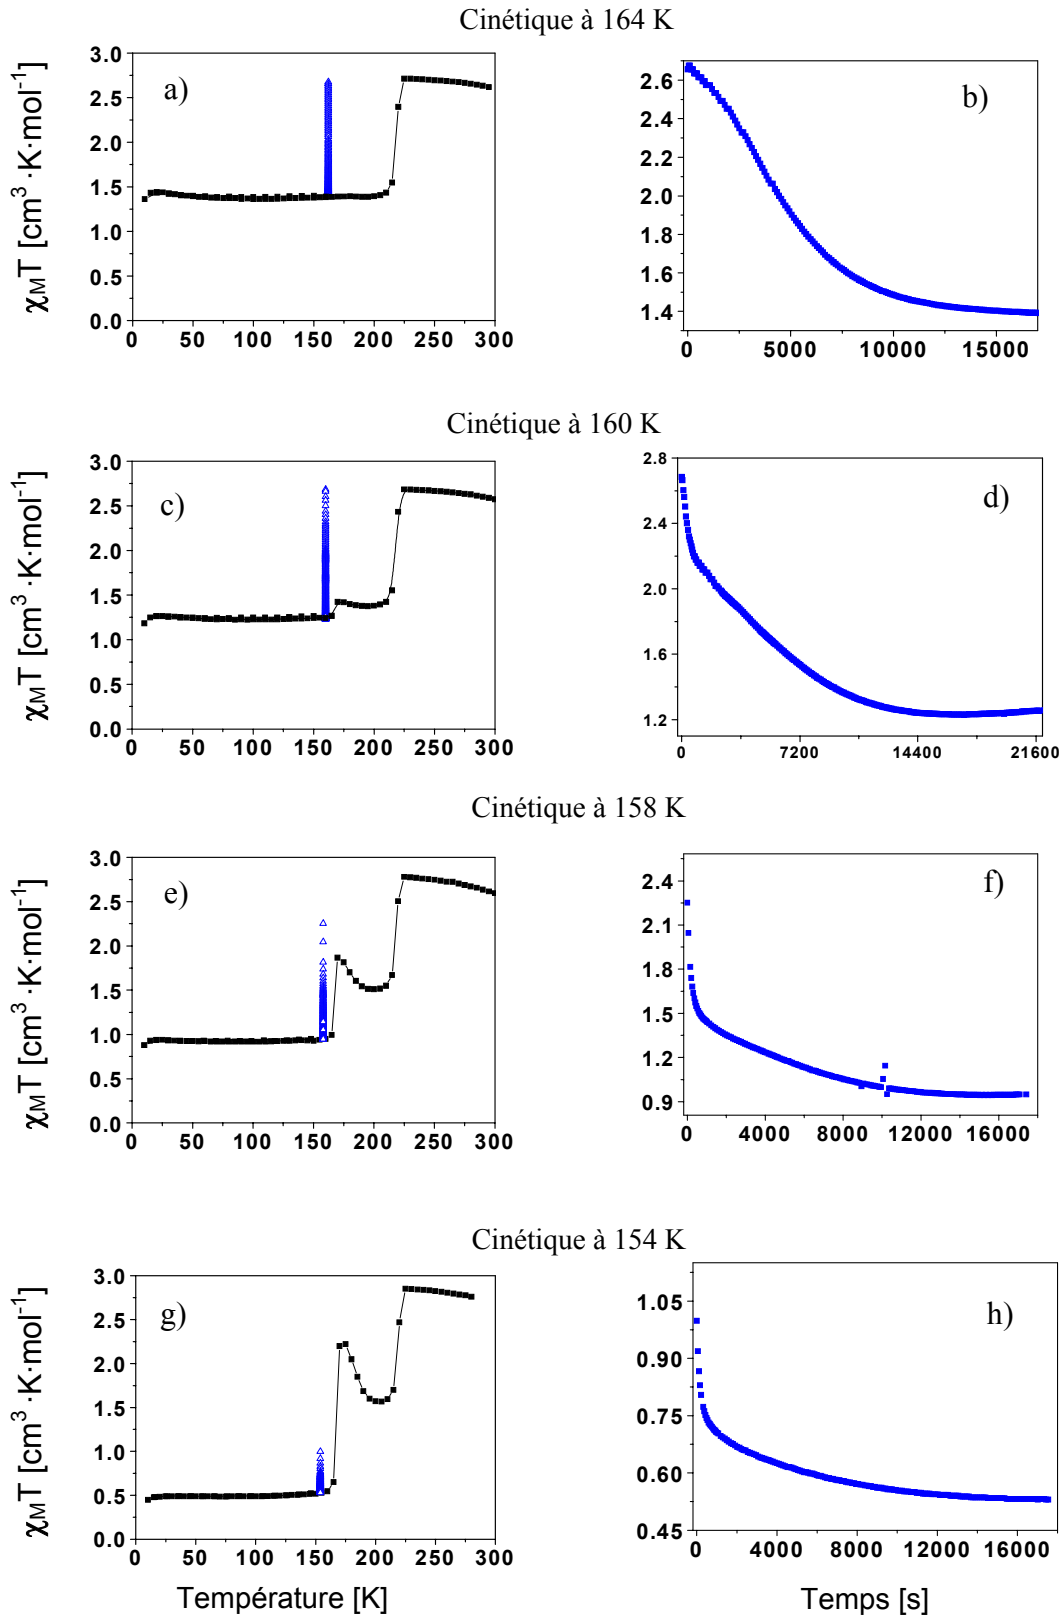 Cinétique à 164 K
a)
b)
χMT [cm³ ·K·mol⁻¹]
3.0
2.5
2.0
1.5
1.0
0.5
0.0
0 50 100 150 200 250 300
2.6
2.4
2.2
2.0
1.8
1.6
1.4
0 5000 10000 15000
Cinétique à 160 K
c)
d)
χMT [cm³ ·K·mol⁻¹]
3.0
2.5
2.0
1.5
1.0
0.5
0.0
0 50 100 150 200 250 300
2.8
2.4
2.0
1.6
1.2
0 7200 14400 21600
Cinétique à 158 K
e)
f)
χMT [cm³ ·K·mol⁻¹]
3.0
2.5
2.0
1.5
1.0
0.5
0.0
0 50 100 150 200 250 300
2.4
2.1
1.8
1.5
1.2
0.9
0 4000 8000 12000 16000
Cinétique à 154 K
g)
h)
χMT [cm³ ·K·mol⁻¹]
3.0
2.5
2.0
1.5
1.0
0.5
0.0
0 50 100 150 200 250 300
Température [K]
1.05
0.90
0.75
0.60
0.45
0 4000 8000 12000 16000
Temps [s]